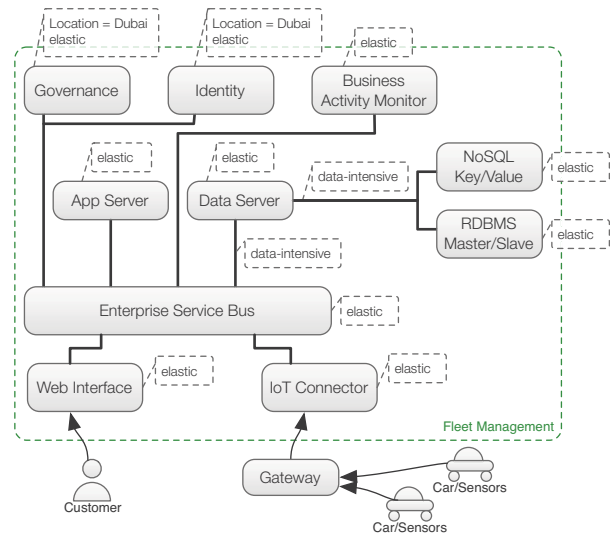 Location = Dubai
elastic
Location = Dubai
elastic
elastic
Governance
Identity
Business
Activity Monitor
elastic
elastic
NoSQL
Key/Value
elastic
data-intensive
App Server
Data Server
RDBMS
Master/Slave
elastic
data-intensive
Enterprise Service Bus
elastic
Web Interface
elastic
IoT Connector
elastic
Fleet Management
Customer
Gateway
Car/Sensors
Car/Sensors